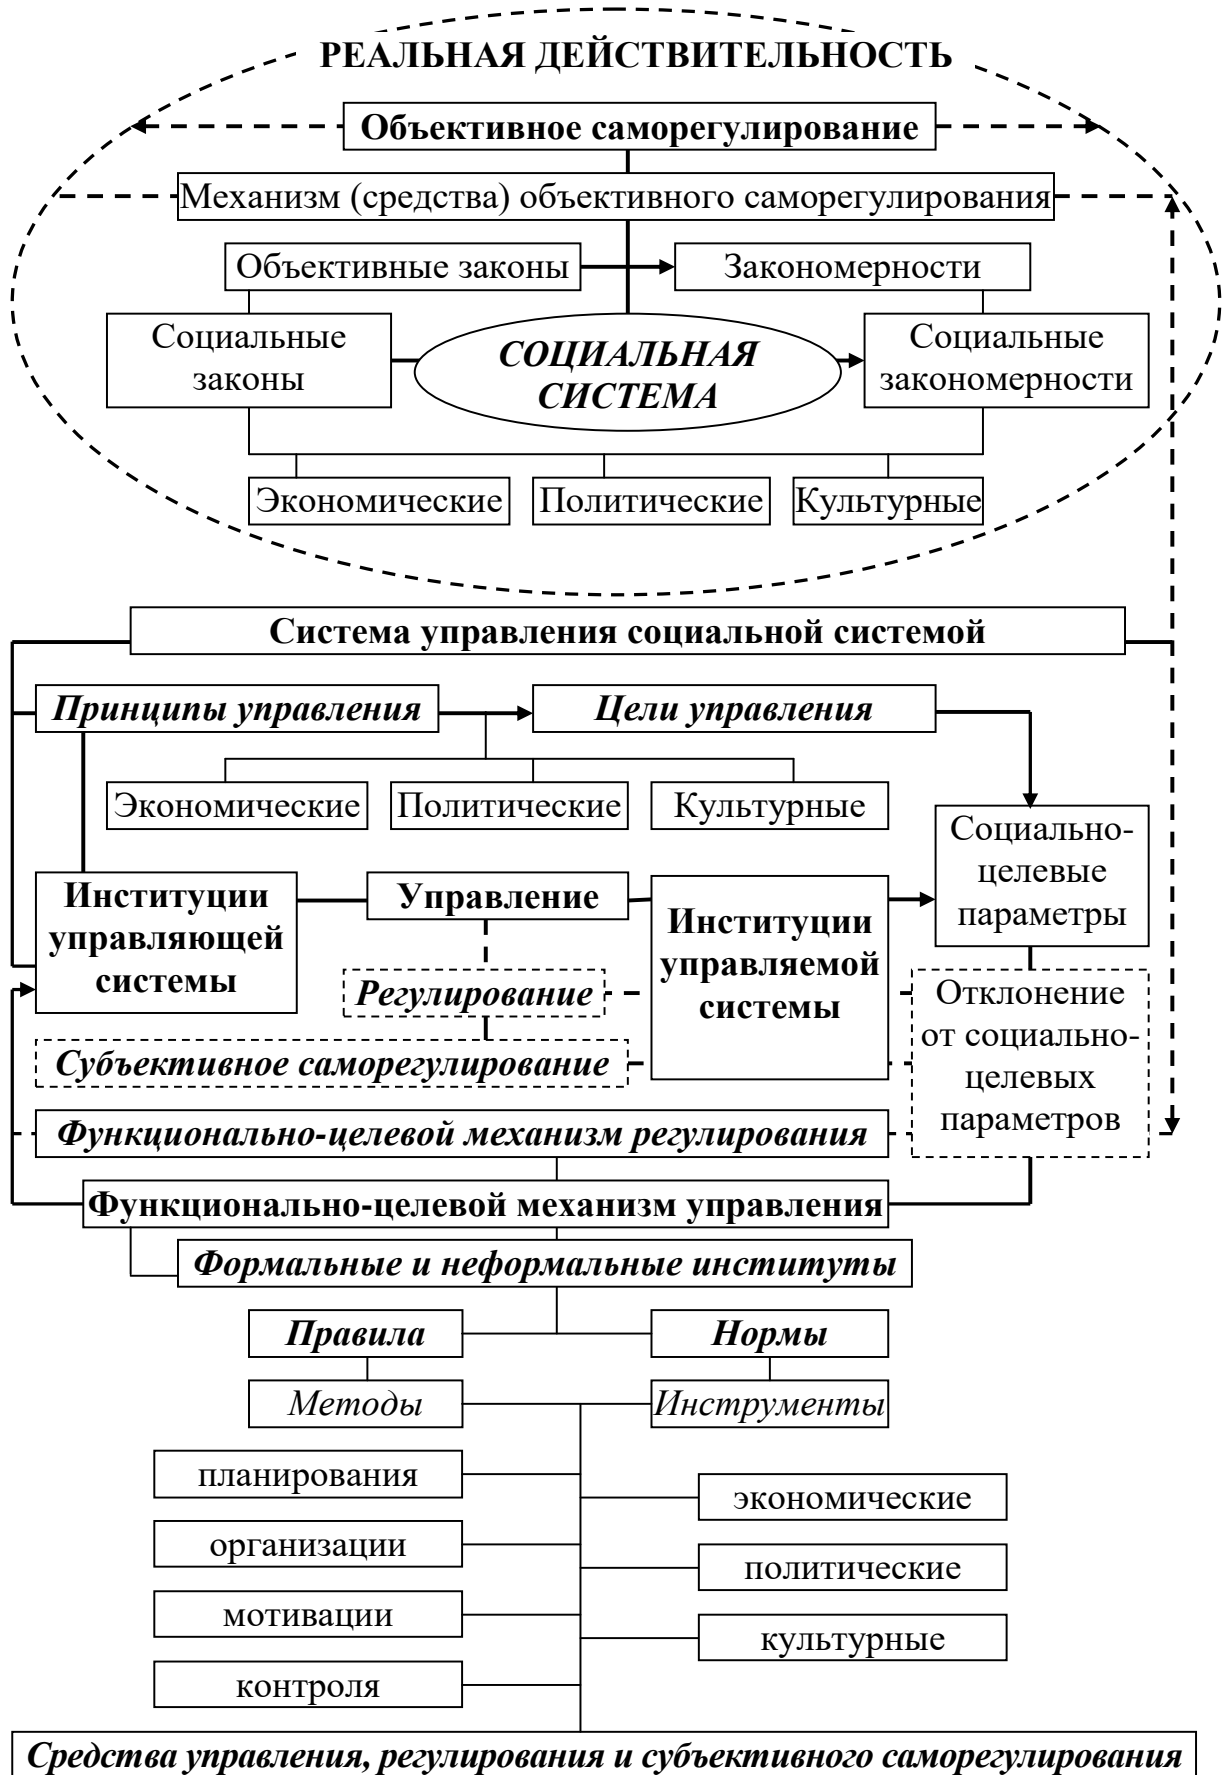 РЕАЛЬНАЯ ДЕЙСТВИТЕЛЬНОСТЬ
Объективное саморегулирование
Механизм (средства) объективного саморегулирования
Объективные законы
Закономерности
Социальные
законы
СОЦИАЛЬНАЯ
СИСТЕМА
Социальные
закономерности
Экономические
Политические
Культурные
Система управления социальной системой
Принципы управления
Цели управления
Экономические
Политические
Культурные
Социально-
целевые
параметры
Институции
управляющей
системы
Управление
Институции
управляемой
системы
Регулирование
Субъективное саморегулирование
Отклонение
от социально-
целевых
параметров
Функционально-целевой механизм регулирования
Функционально-целевой механизм управления
Формальные и неформальные институты
Правила
Нормы
Методы
Инструменты
планирования
экономические
организации
политические
мотивации
культурные
контроля
Средства управления, регулирования и субъективного саморегулирования